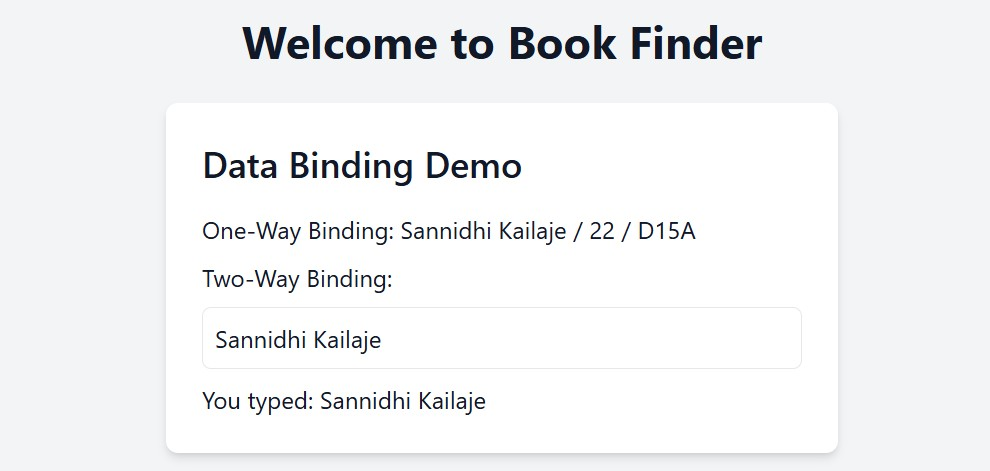 Welcome to Book Finder
Data Binding Demo
One-Way Binding: Sannidhi Kailaje / 22 / D15A
Two-Way Binding:
Sannidhi Kailaje
You typed: Sannidhi Kailaje